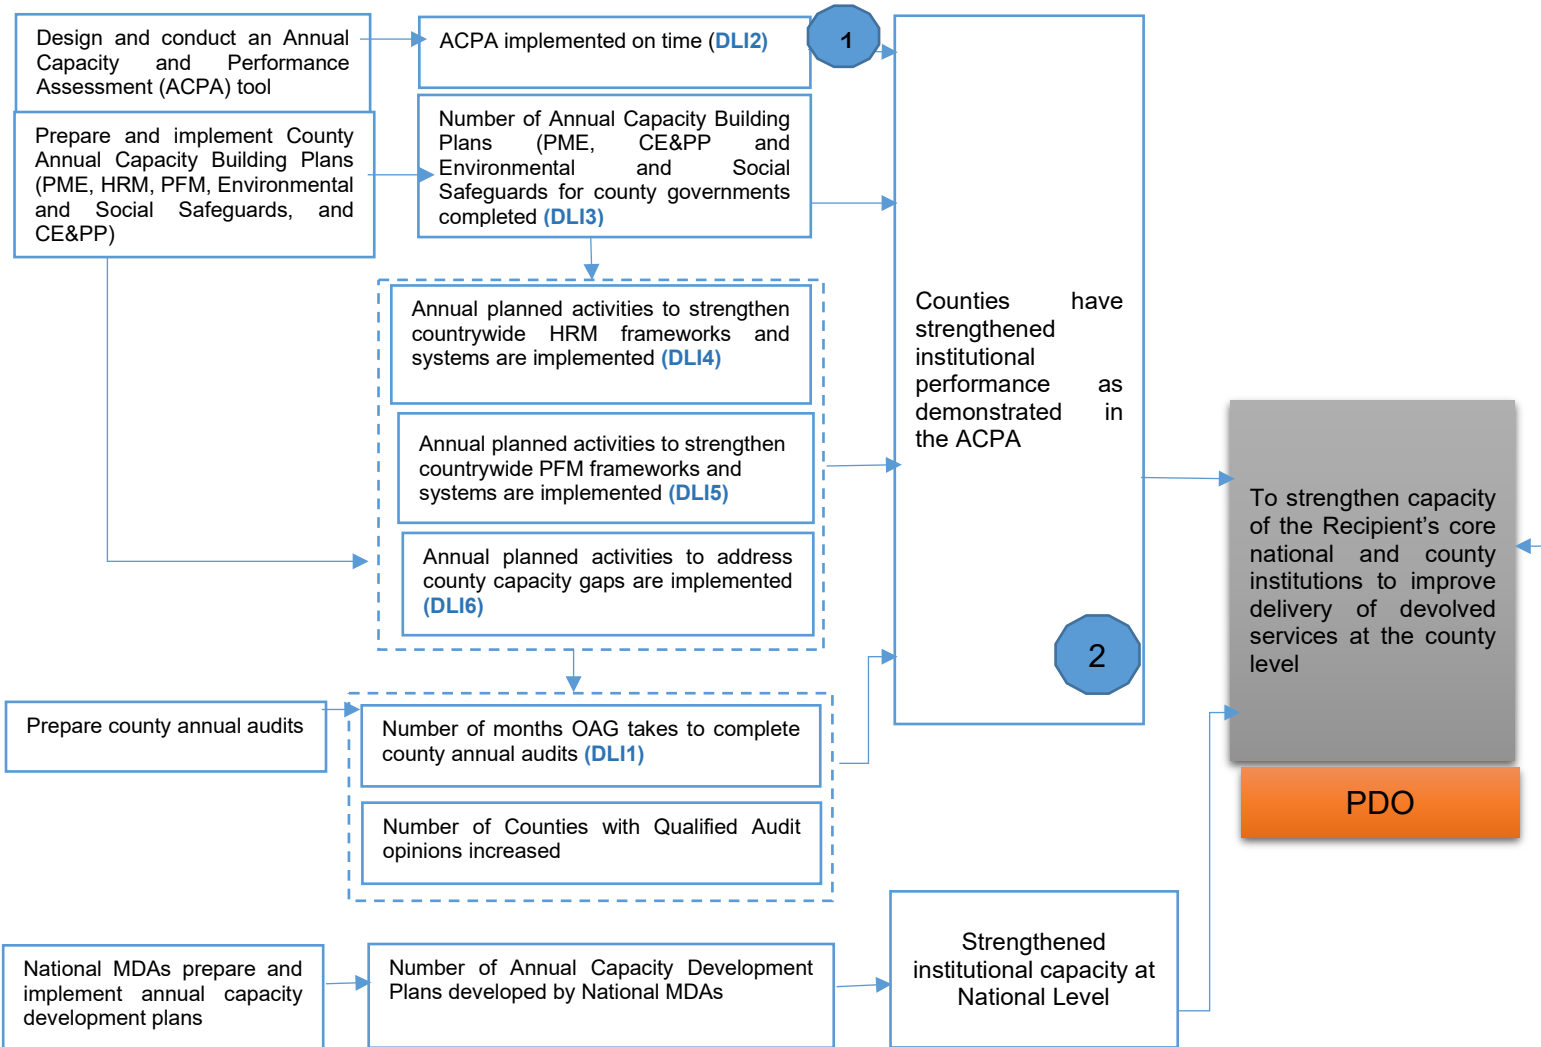 Design and conduct an Annual
Capacity and Performance
Assessment (ACPA) tool
ACPA implemented on time (DLI2)
1
Prepare and implement County
Annual Capacity Building Plans
(PME, HRM, PFM, Environmental
and Social Safeguards, and
CE&PP)
Number of Annual Capacity Building
Plans (PME, CE&PP and
Environmental and Social
Safeguards for county governments
completed (DLI3)
Annual planned activities to strengthen
countrywide HRM frameworks and
systems are implemented (DLI4)
Annual planned activities to strengthen
countrywide PFM frameworks and
systems are implemented (DLI5)
Annual planned activities to address
county capacity gaps are implemented
(DLI6)
Counties have
strengthened
institutional
performance as
demonstrated in
the ACPA
2
To strengthen capacity
of the Recipient’s core
national and county
institutions to improve
delivery of devolved
services at the county
level
PDO
Prepare county annual audits
Number of months OAG takes to complete
county annual audits (DLI1)
Number of Counties with Qualified Audit
opinions increased
National MDAs prepare and
implement annual capacity
development plans
Number of Annual Capacity Development
Plans developed by National MDAs
Strengthened
institutional capacity at
National Level